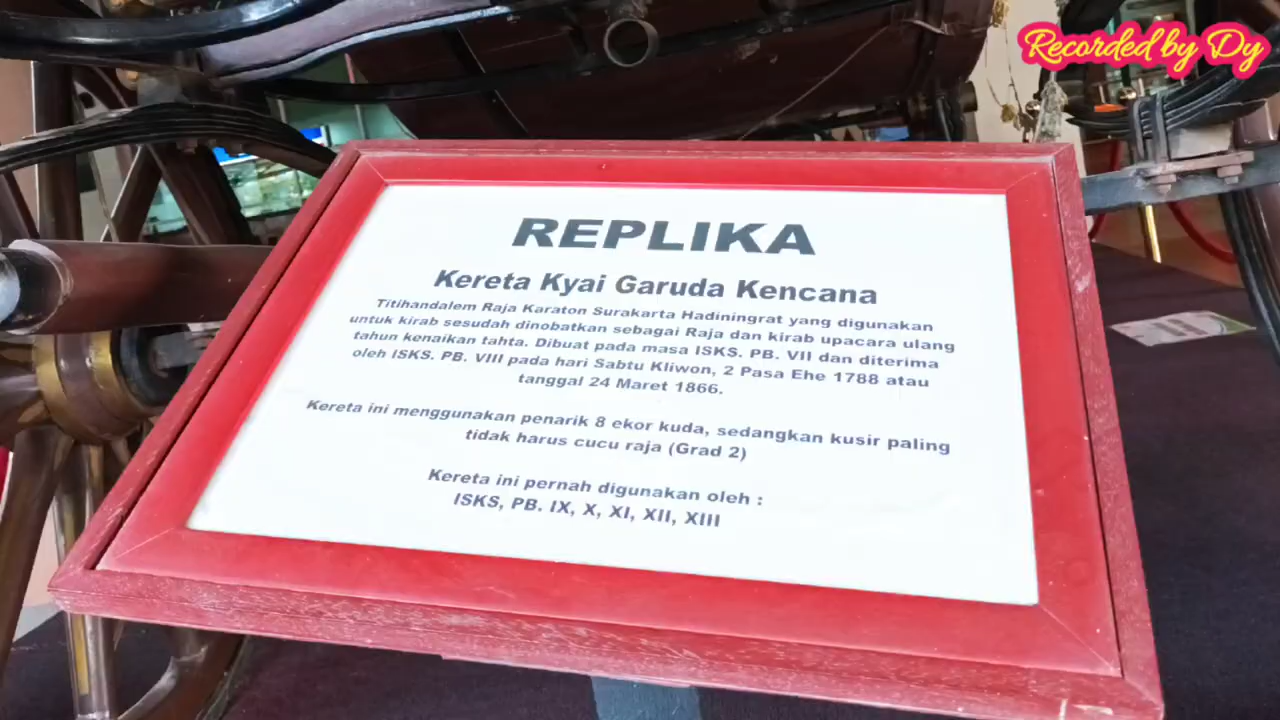 Recorded by Dy
REPLIKA
Kereta Kyai Garuda Kencana
Titihandalem Raja Karaton Surakarta Hadiningrat yang digunakan
untuk kirab sesudah dinobatkan sebagai Raja dan kirab upacara ulang
tahun kenaikan tahta. Dibuat pada masa ISKS. PB. VII dan diterima
oleh ISKS. PB. VIII pada hari Sabtu Kliwon, 2 Pasa Ehe 1788 atau
tanggal 24 Maret 1866.
Kereta ini menggunakan penarik 8 ekor kuda, sedangkan kusir paling
tidak harus cucu raja (Grad 2)
Kereta ini pernah digunakan oleh :
ISKS, PB. IX, X, XI, XII, XIII